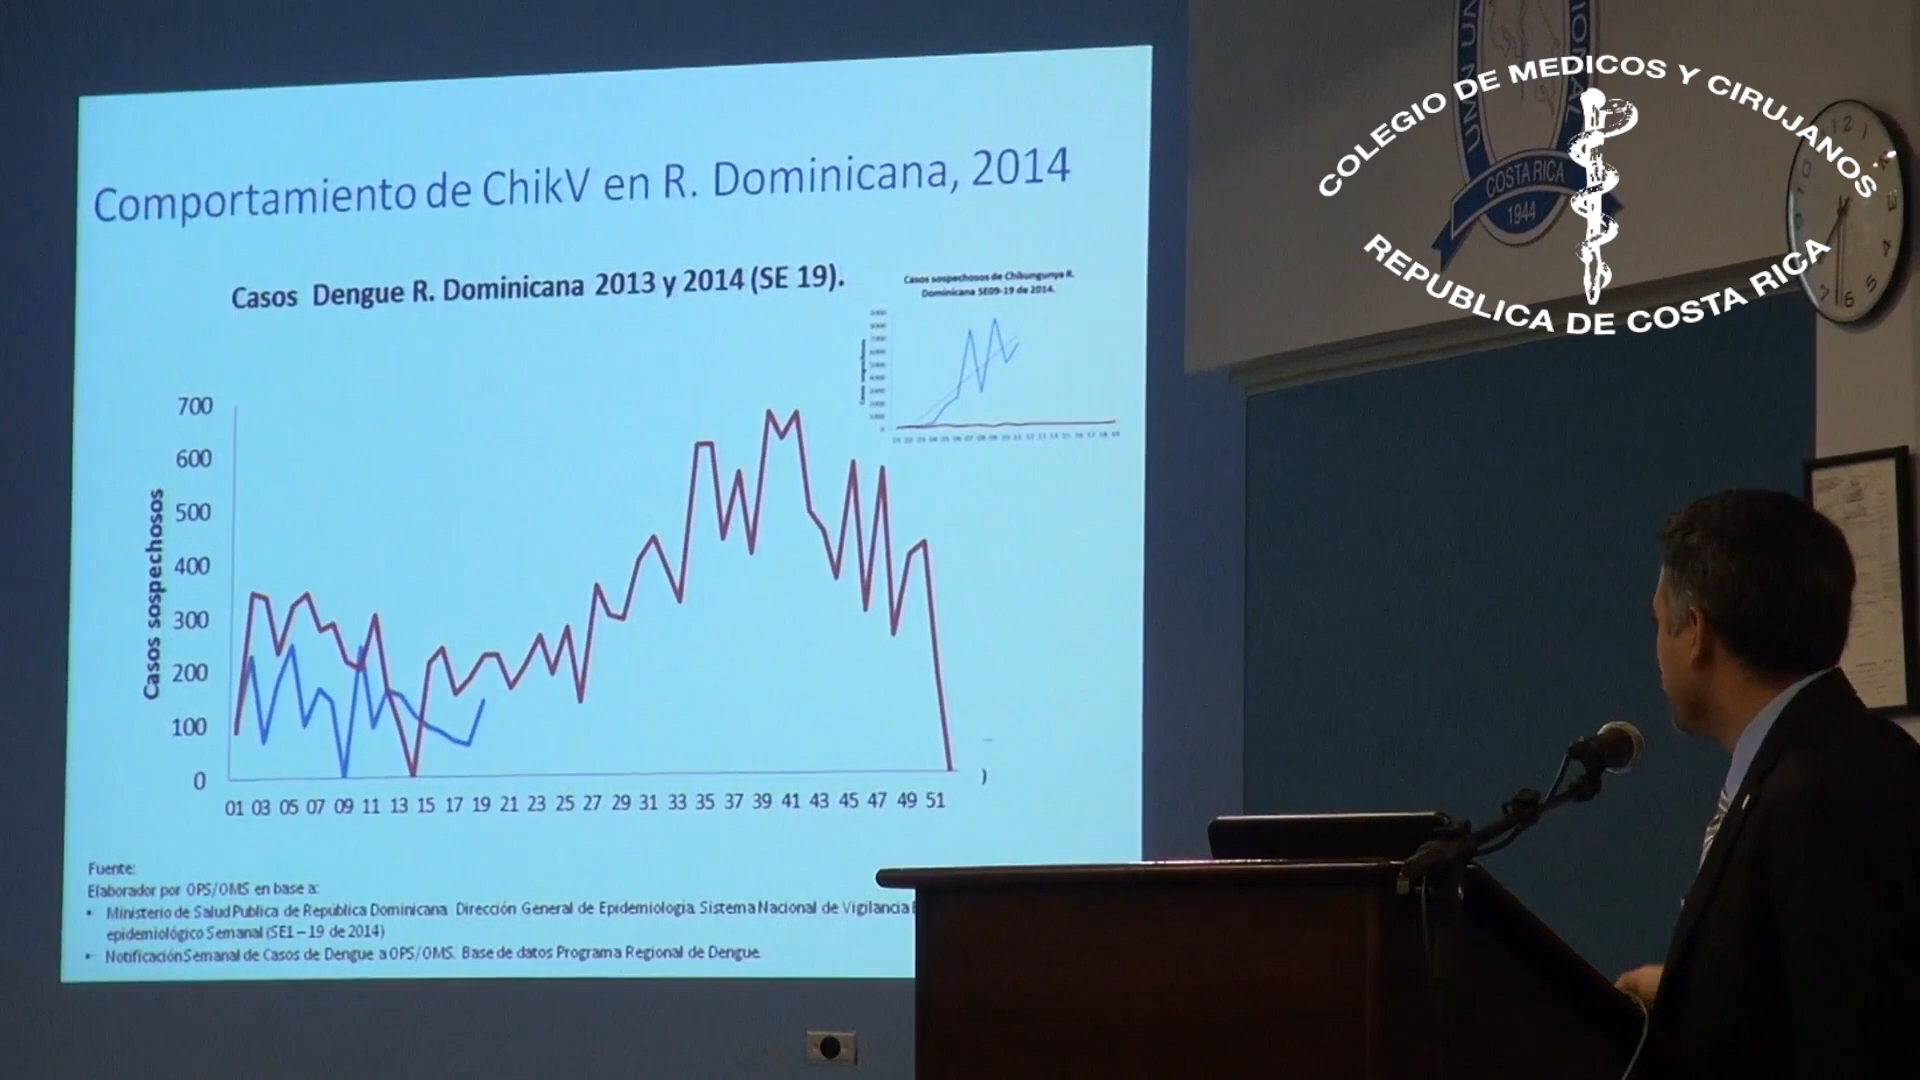 Comportamiento de ChikV en R. Dominicana, 2014
Casos Dengue R. Dominicana 2013 y 2014 (SE 19).
Casos sospechosos de Chikungunya R.
Dominicana SE09-19 de 2014.
Casos sospechosos
700
600
500
400
300
200
100
0
01 03 05 07 09 11 13 15 17 19 21 23 25 27 29 31 33 35 37 39 41 43 45 47 49 51
)
Fuente:
Elaborador por OPS/OMS en base a:
• Ministerio de Salud Publica de República Dominicana. Dirección General de Epidemiologia. Sistema Nacional de Vigilancia
epidemiológico Semanal (SE1 – 19 de 2014)
• Notificación Semanal de Casos de Dengue a OPS/OMS. Base de datos Programa Regional de Dengue
COLEGIO DE MEDICOS Y CIRUJANOS
REPUBLICA DE COSTA RICA
COSTA RICA
1944